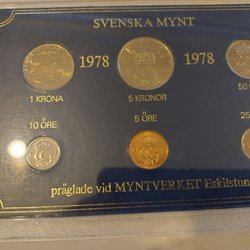 SVENSKA MYNT
1978 1978
1 KRONA 5 KRONOR 50
10 ÖRE 5 ÖRE 25
präglade vid MYNTVERKET Eskilstun